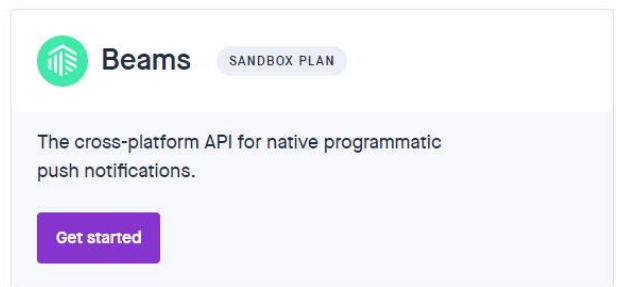 Beams SANDBOX PLAN
The cross-platform API for native programmatic
push notifications.
Get started